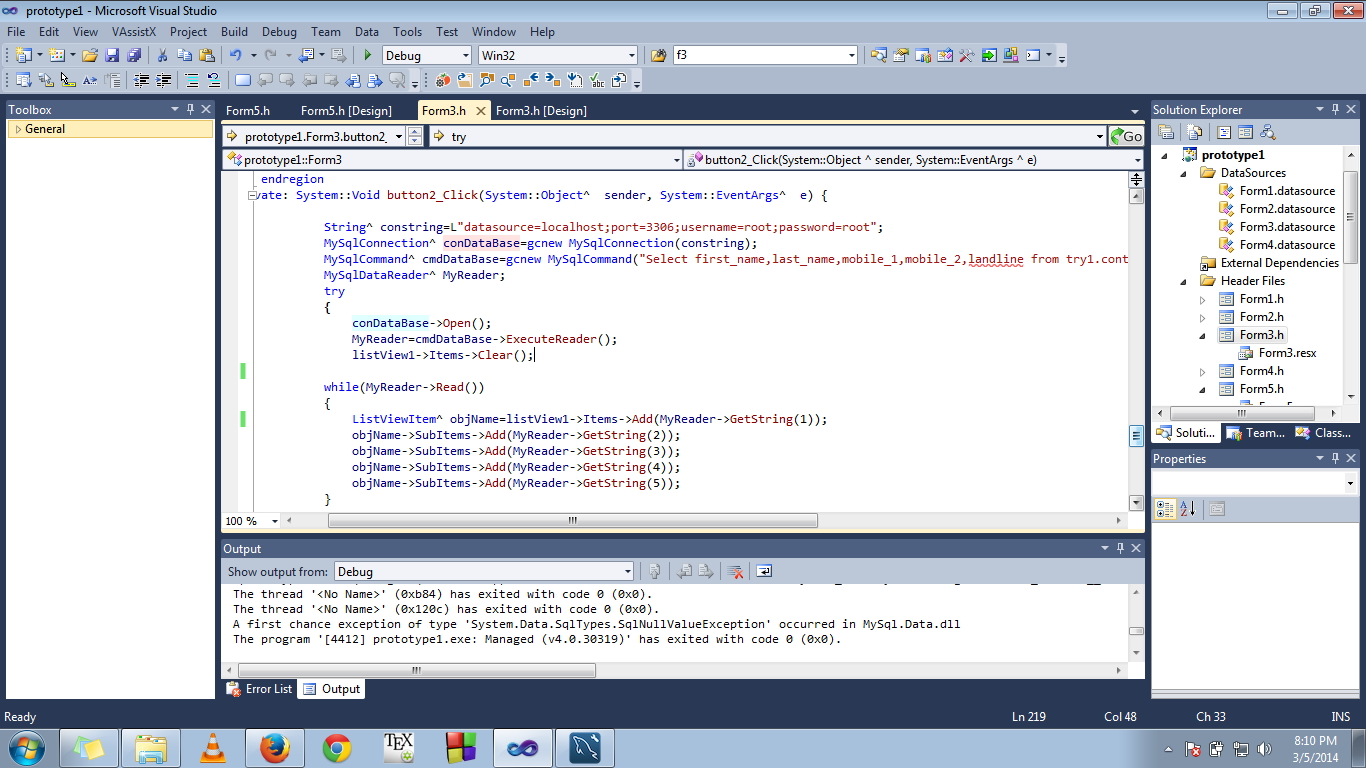 prototype1 - Microsoft Visual Studio
File Edit View VAssistX Project Build Debug Team Data Tools Test Window Help
Debug Win32 f3
Toolbox
General
Form5.h Form5.h [Design] Form3.h Form3.h [Design]
prototype1.Form3.button2_ try Go
prototype1::Form3 button2_Click(System::Object ^ sender, System::EventArgs ^ e)
endregion
vate: System::Void button2_Click(System::Object^  sender, System::EventArgs^  e) {
String^ constring=L"datasource=localhost;port=3306;username=root;password=root";
MySqlConnection^ conDataBase=gcnew MySqlConnection(constring);
MySqlCommand^ cmdDataBase=gcnew MySqlCommand("Select first_name,last_name,mobile_1,mobile_2,landline from try1.cont
MySqlDataReader^ MyReader;
try
{
conDataBase->Open();
MyReader=cmdDataBase->ExecuteReader();
listView1->Items->Clear();
while(MyReader->Read())
{
ListViewItem^ objName=listView1->Items->Add(MyReader->GetString(1));
objName->SubItems->Add(MyReader->GetString(2));
objName->SubItems->Add(MyReader->GetString(3));
objName->SubItems->Add(MyReader->GetString(4));
objName->SubItems->Add(MyReader->GetString(5));
}
100 %
Output
Show output from: Debug
The thread '<No Name>' (0xb84) has exited with code 0 (0x0).
The thread '<No Name>' (0x120c) has exited with code 0 (0x0).
A first chance exception of type 'System.Data.SqlTypes.SqlNullValueException' occurred in MySql.Data.dll
The program '[4412] prototype1.exe: Managed (v4.0.30319)' has exited with code 0 (0x0).
Error List Output
Solution Explorer
prototype1
DataSources
Form1.datasource
Form2.datasource
Form3.datasource
Form4.datasource
External Dependencies
Header Files
Form1.h
Form2.h
Form3.h
Form3.resx
Form4.h
Form5.h
Soluti... Team... Class...
Properties
Ready Ln 219 Col 48 Ch 33 INS
TEX
8:10 PM
3/5/2014